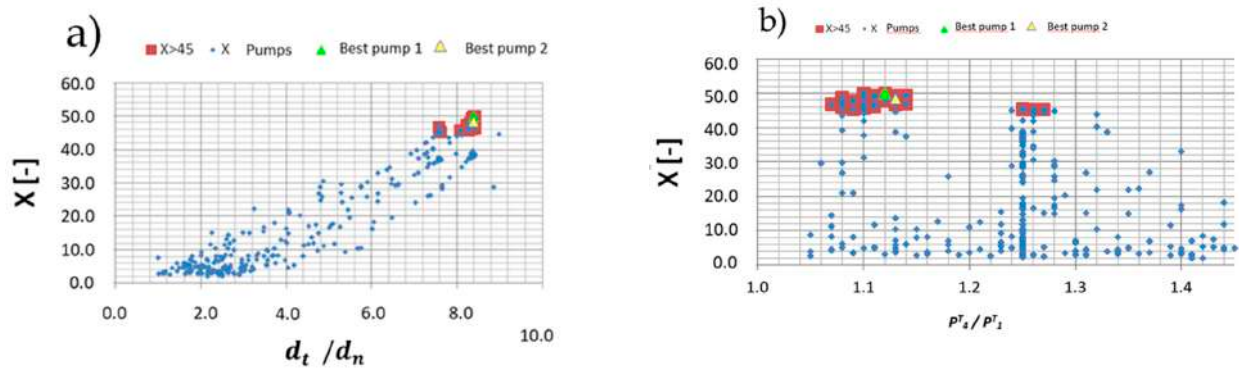 a)
X>45 X Pumps Best pump 1 Best pump 2
60.0
50.0
40.0
30.0
20.0
10.0
0.0
X [-]
0.0 2.0 4.0 6.0 8.0 10.0
d_t /d_n
b)
X>45 X Pumps Best pump 1 Best pump 2
60.0
50.0
40.0
30.0
20.0
10.0
0.0
X [-]
1.0 1.1 1.2 1.3 1.4
P^T_4 / P^T_1